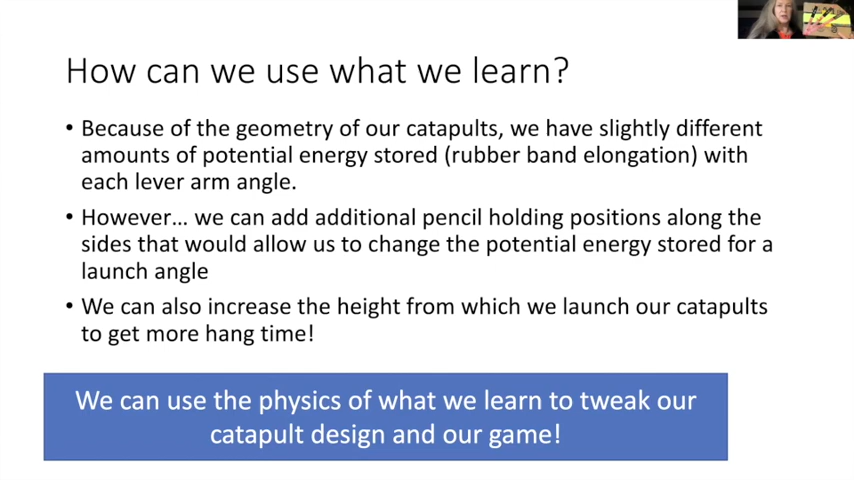 How can we use what we learn?
• Because of the geometry of our catapults, we have slightly different
amounts of potential energy stored (rubber band elongation) with
each lever arm angle.
• However… we can add additional pencil holding positions along the
sides that would allow us to change the potential energy stored for a
launch angle
• We can also increase the height from which we launch our catapults
to get more hang time!
We can use the physics of what we learn to tweak our
catapult design and our game!